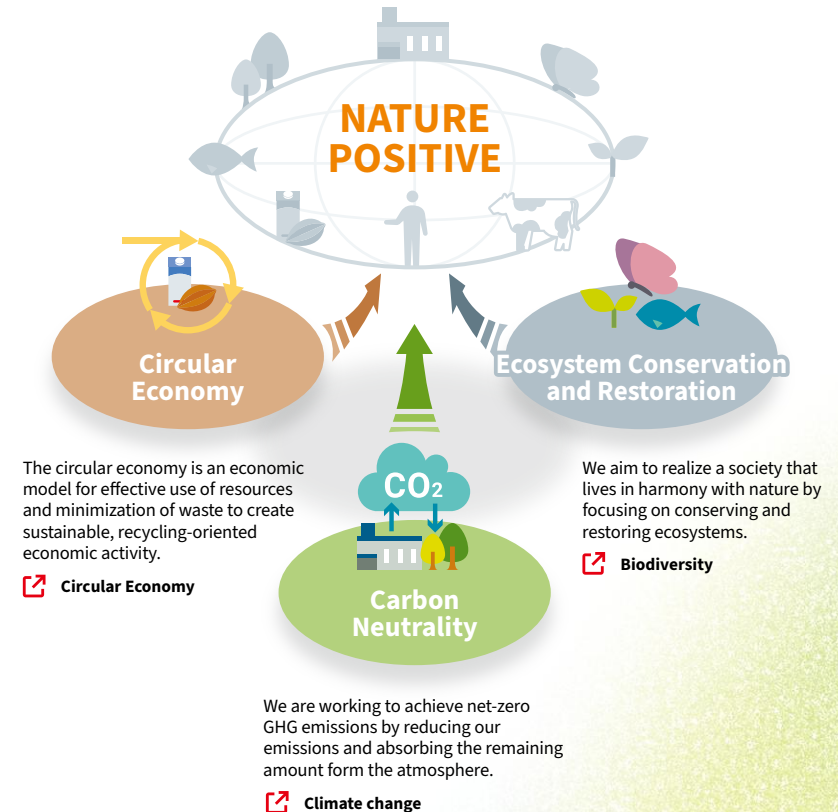 NATURE
POSITIVE
Circular
Economy
Ecosystem Conservation
and Restoration
The circular economy is an economic
model for effective use of resources
and minimization of waste to create
sustainable, recycling-oriented
economic activity.
Circular Economy
We aim to realize a society that
lives in harmony with nature by
focusing on conserving and
restoring ecosystems.
Biodiversity
CO2
Carbon
Neutrality
We are working to achieve net-zero
GHG emissions by reducing our
emissions and absorbing the remaining
amount form the atmosphere.
Climate change